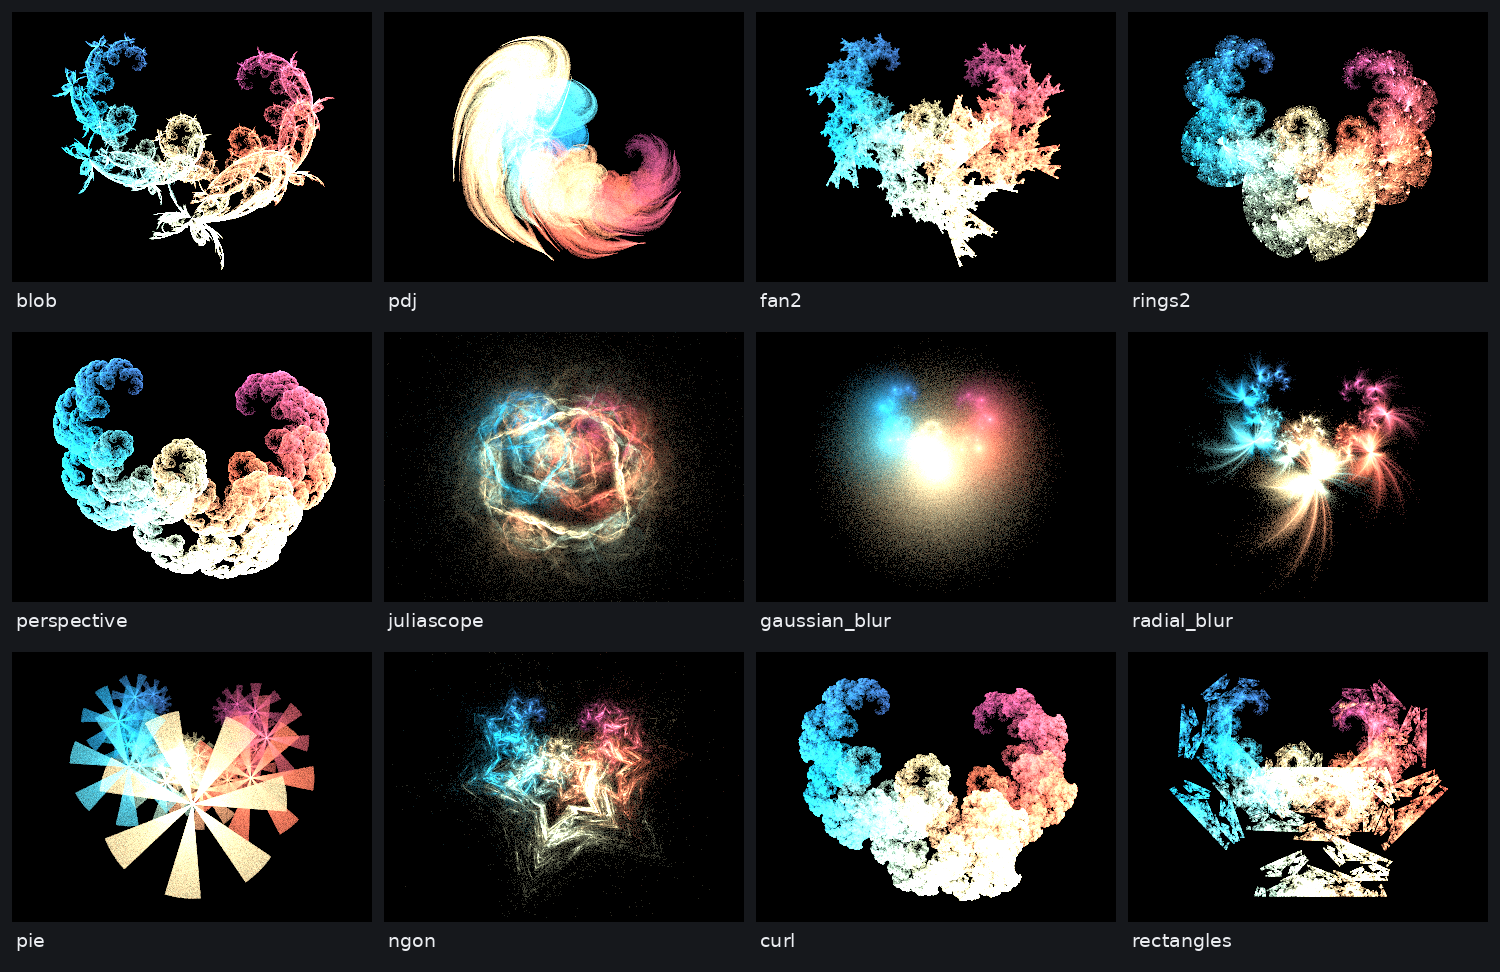 blob
pdj
fan2
rings2
perspective
juliascope
gaussian_blur
radial_blur
pie
ngon
curl
rectangles